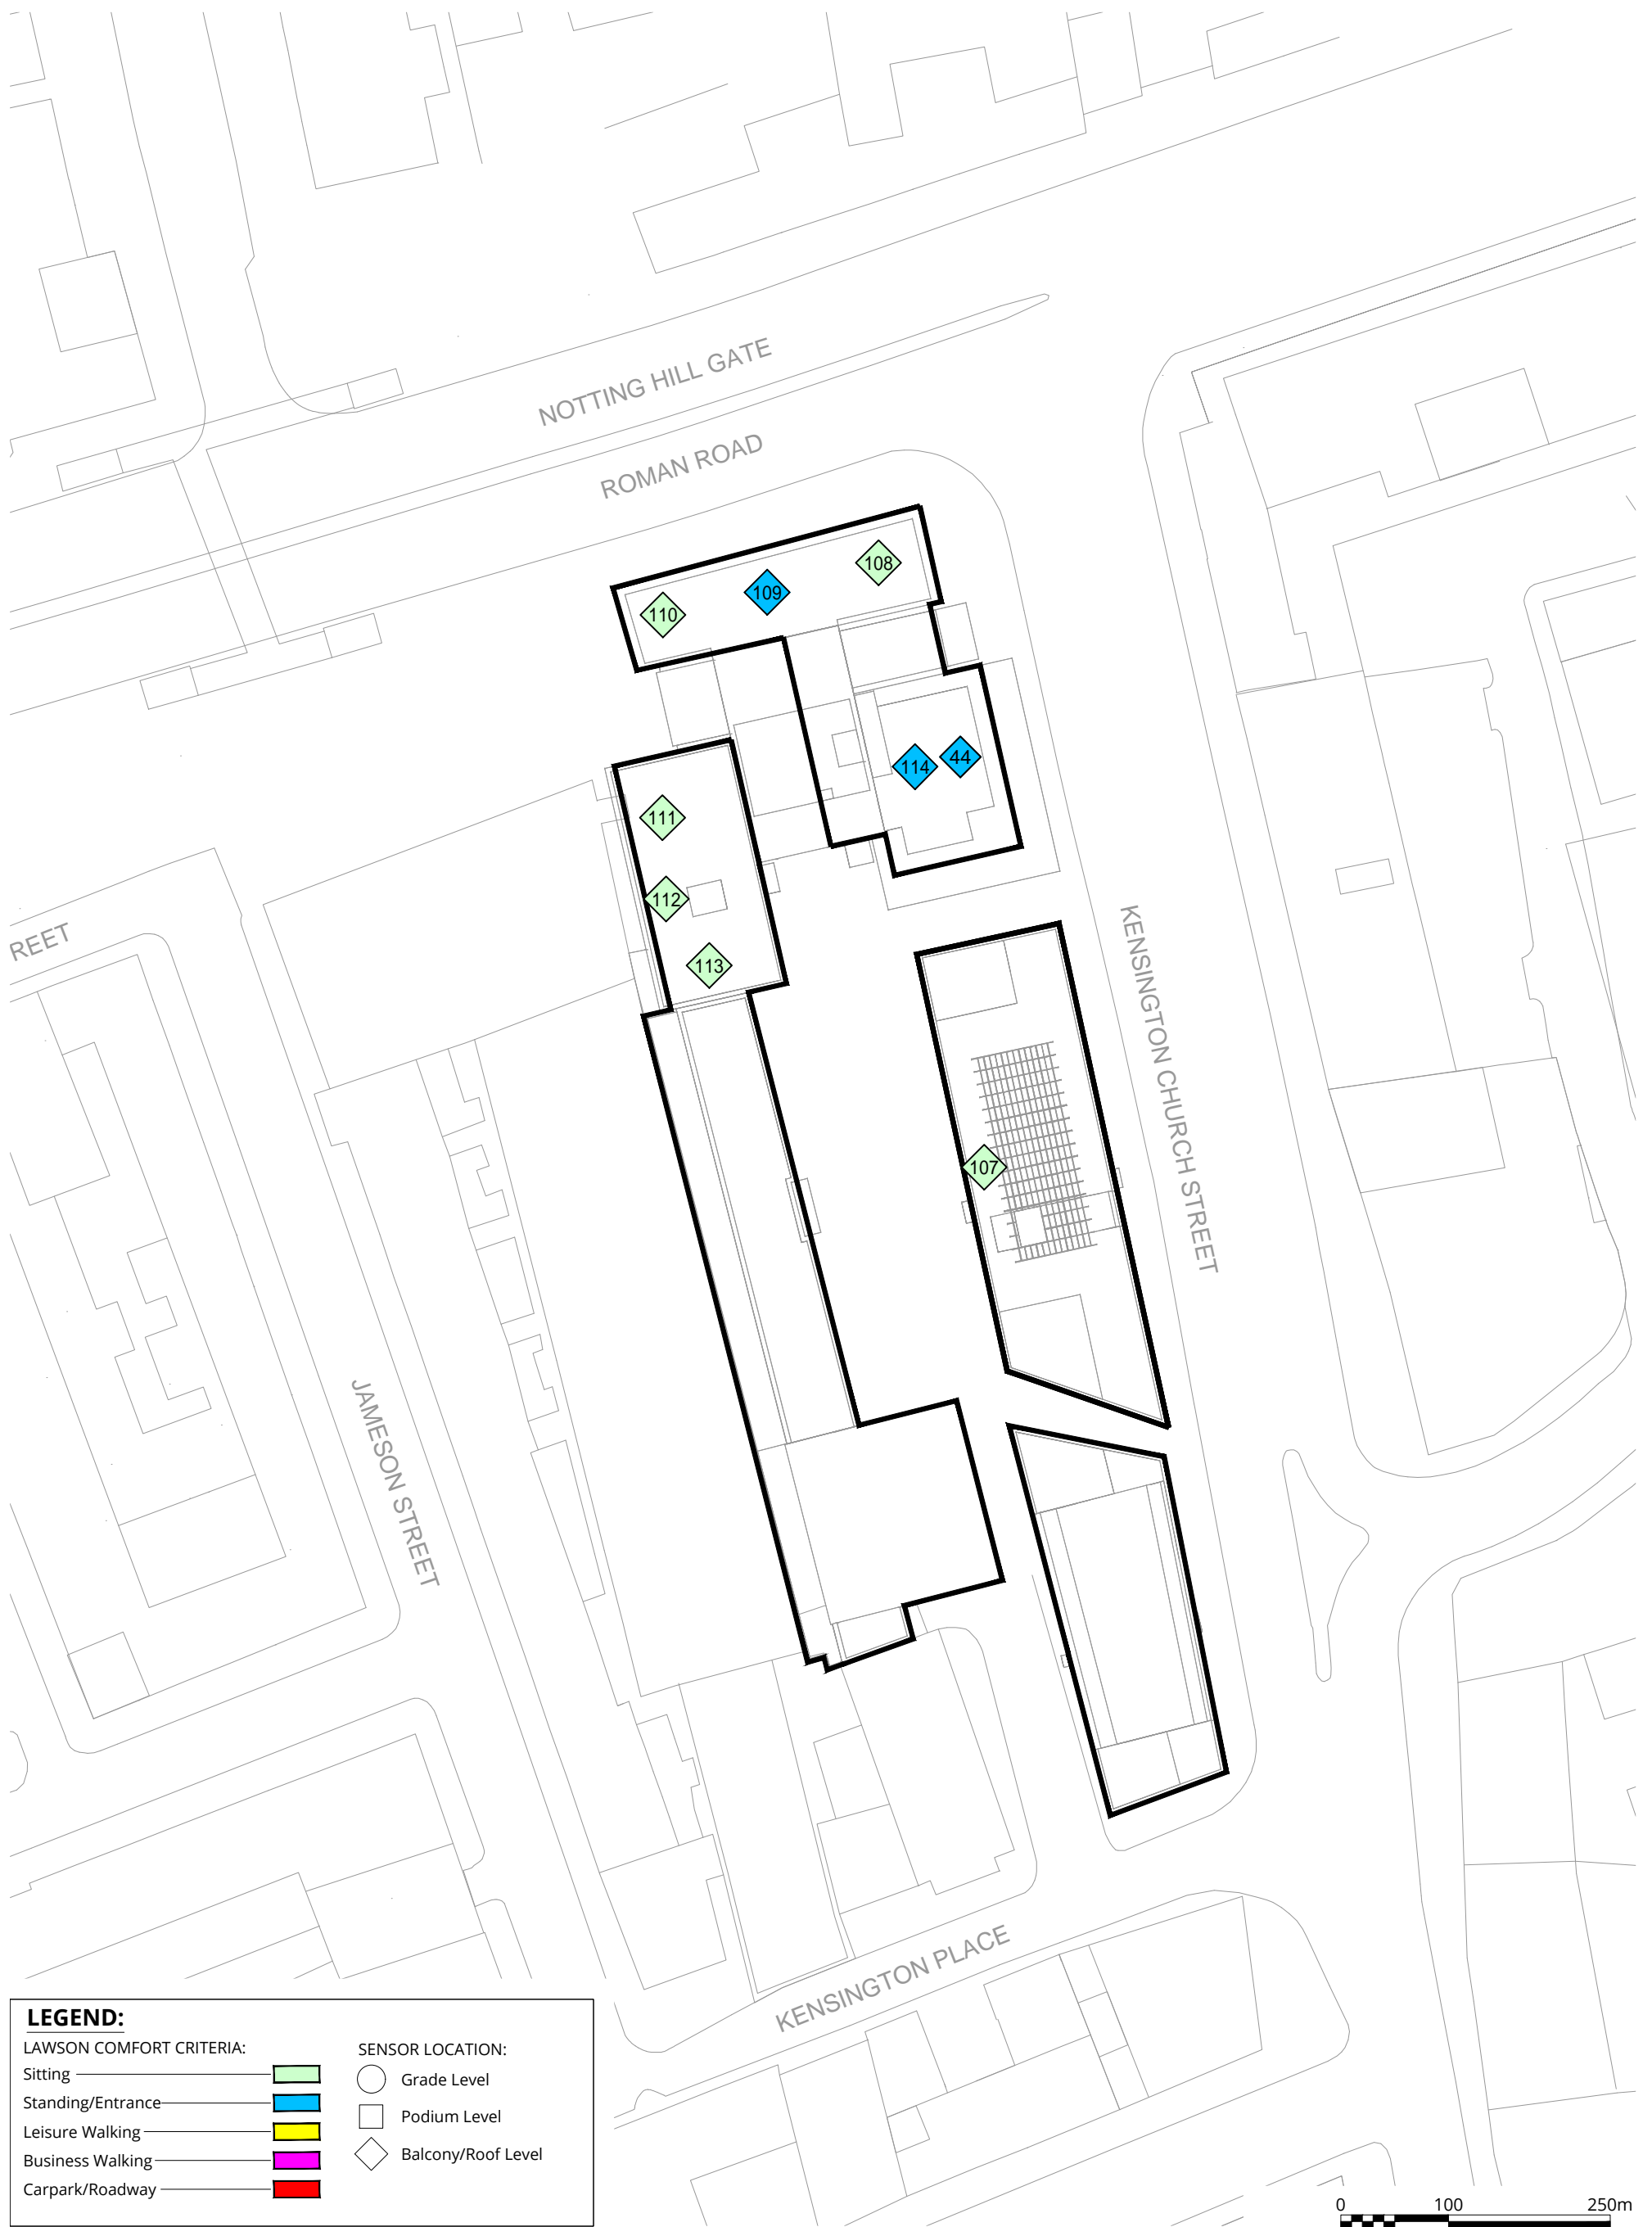 NOTTING HILL GATE
ROMAN ROAD
108
109
110
114
44
111
112
113
REET
KENSINGTON CHURCH STREET
107
JAMESON STREET
KENSINGTON PLACE
LEGEND:
LAWSON COMFORT CRITERIA:
Sitting
Standing/Entrance
Leisure Walking
Business Walking
Carpark/Roadway
SENSOR LOCATION:
Grade Level
Podium Level
Balcony/Roof Level
0 100 250m